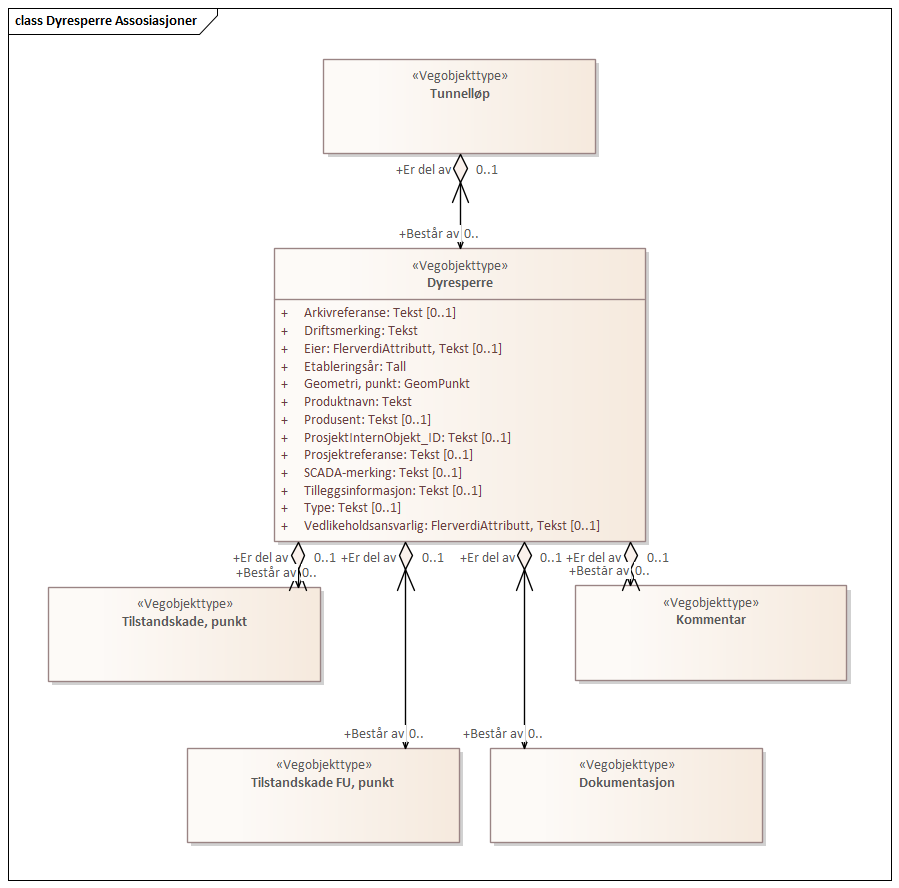 class Dyresperre Assosiasjoner
«Vegobjekttype»
Tunnelløp
+Er del av 0..1
+Består av 0..
«Vegobjekttype»
Dyresperre
+ Arkivreferanse: Tekst [0..1]
+ Driftsmerking: Tekst
+ Eier: FlerverdiAttributt, Tekst [0..1]
+ Etableringsår: Tall
+ Geometri, punkt: GeomPunkt
+ Produktnavn: Tekst
+ Produsent: Tekst [0..1]
+ ProsjektInternObjekt_ID: Tekst [0..1]
+ Prosjektreferanse: Tekst [0..1]
+ SCADA-merking: Tekst [0..1]
+ Tilleggsinformasjon: Tekst [0..1]
+ Type: Tekst [0..1]
+ Vedlikeholdsansvarlig: FlerverdiAttributt, Tekst [0..1]
+Er del av 0..1 +Er del av 0..1 +Er del av 0..1 +Er del av 0..1
+Består av 0.. +Består av 0..
«Vegobjekttype» «Vegobjekttype»
Tilstandskade, punkt Kommentar
+Består av 0.. +Består av 0..
«Vegobjekttype» «Vegobjekttype»
Tilstandskade FU, punkt Dokumentasjon